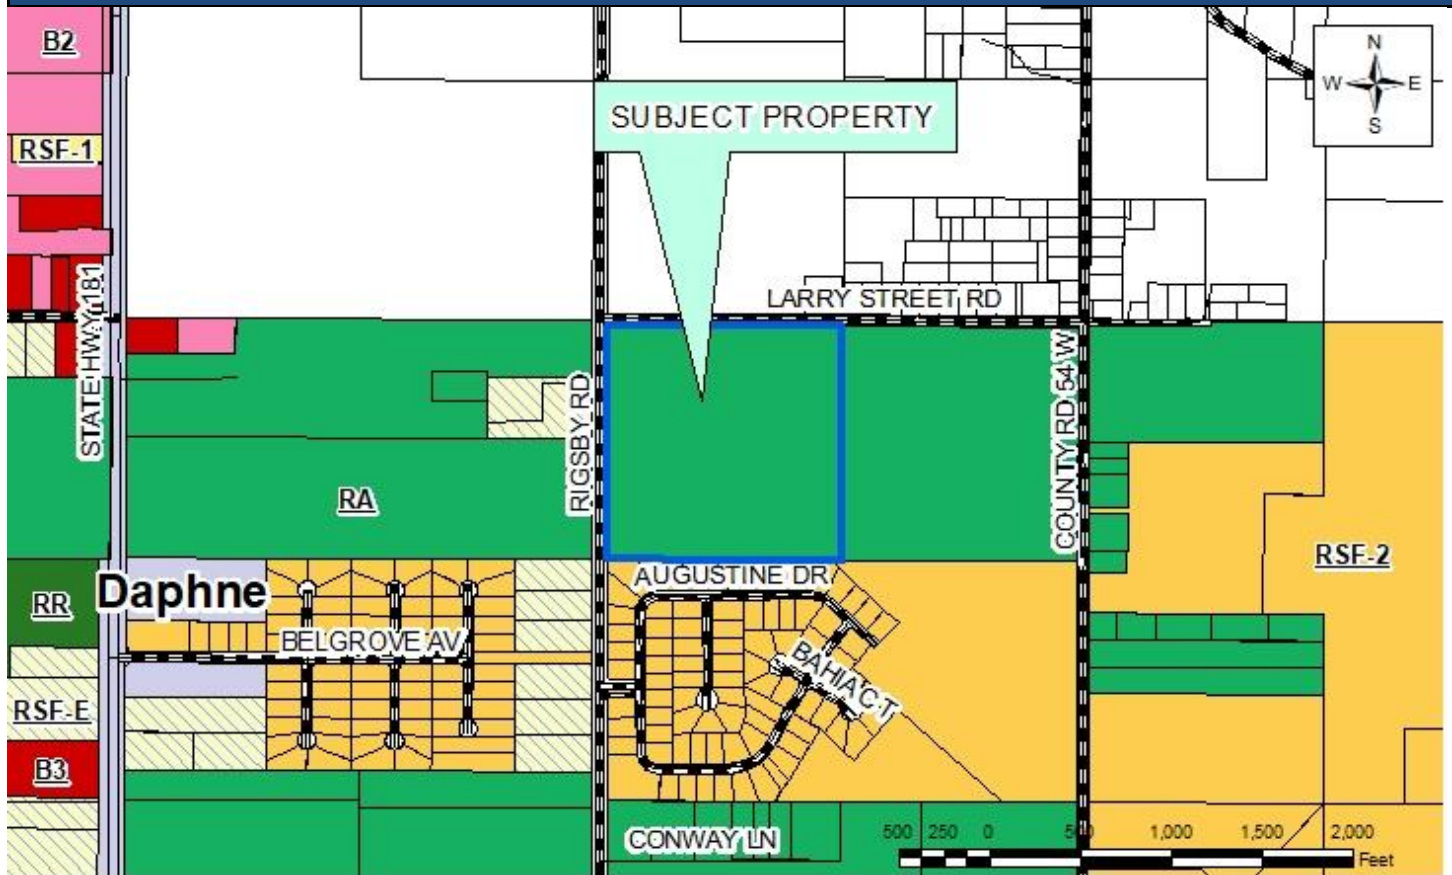 B2
N
W E
S
SUBJECT PROPERTY
RSF-1
STATE HWY 181
LARRY STREET RD
RIGSBY RD
COUNTY RD 54 W
RA
RSF-2
RR
Daphne
AUGUSTINE DR
BELGROVE AV
BAHIA CT
RSF-E
B3
CONWAY LN
500 250 0 500 1,000 1,500 2,000
Feet